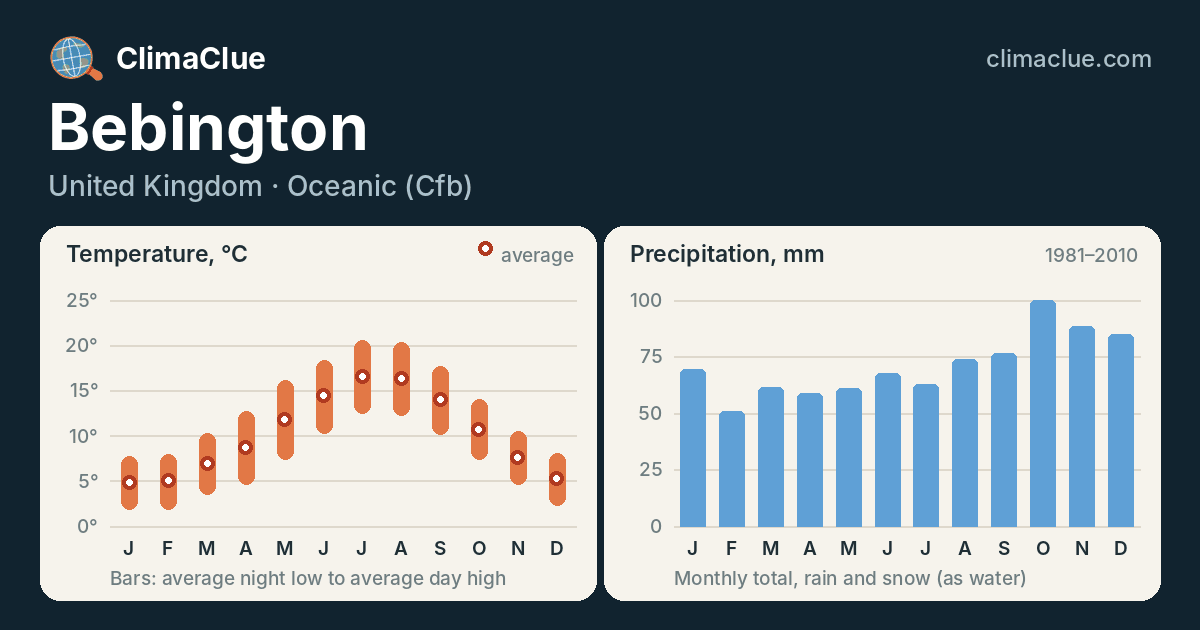 ClimaClue
climaclue.com
Bebington
United Kingdom · Oceanic (Cfb)
Temperature, °C
average
25°
20°
15°
10°
5°
0°
J F M A M J J A S O N D
Bars: average night low to average day high
Precipitation, mm
1981–2010
100
75
50
25
0
J F M A M J J A S O N D
Monthly total, rain and snow (as water)